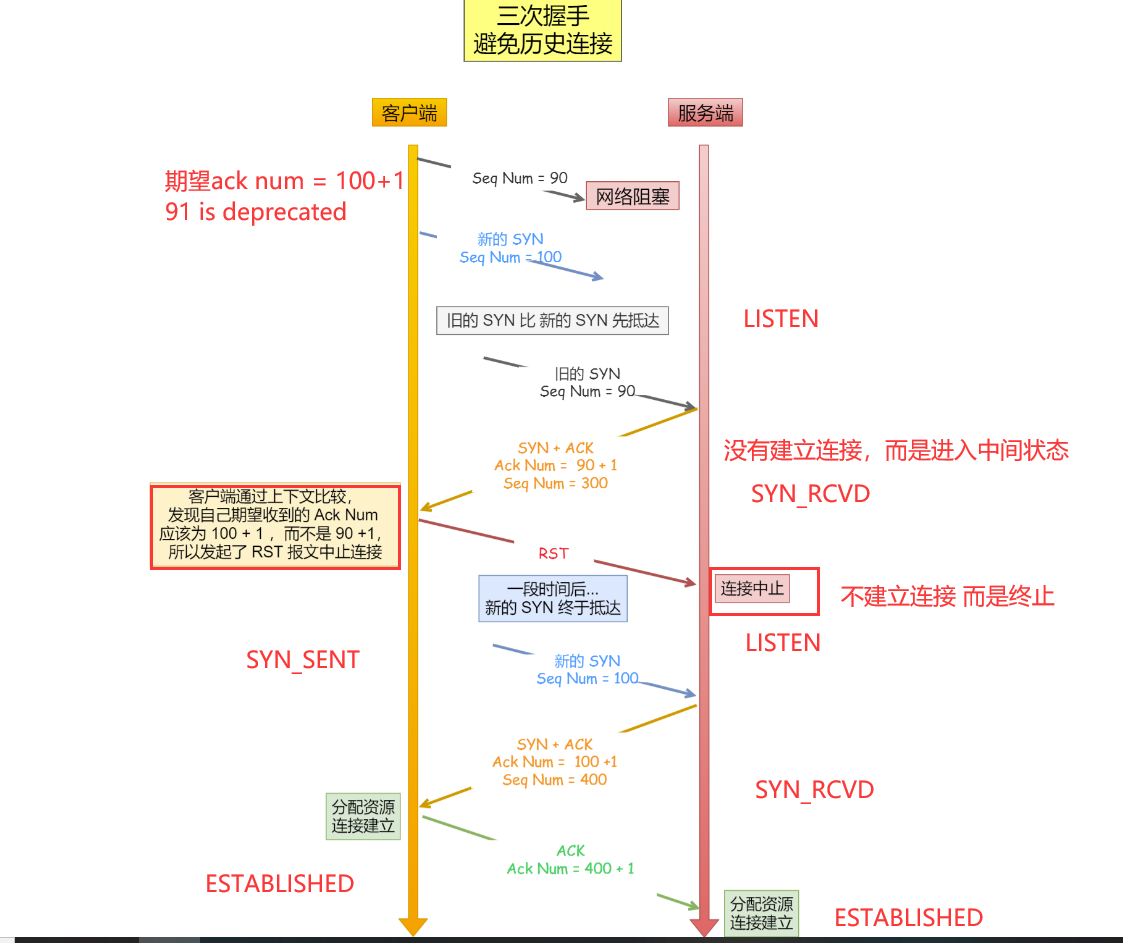 三次握手
避免历史连接
客户端
服务端
期望ack num = 100+1
91 is deprecated
Seq Num = 90
网络阻塞
新的 SYN
Seq Num = 100
旧的 SYN 比 新的 SYN 先抵达
LISTEN
旧的 SYN
Seq Num = 90
SYN + ACK
Ack Num = 90 + 1
Seq Num = 300
没有建立连接，而是进入中间状态
SYN_RCVD
客户端通过上下文比较，
发现自己期望收到的 Ack Num
应该为 100 + 1 ，而不是 90 +1，
所以发起了 RST 报文中止连接
RST
连接中止
不建立连接 而是终止
一段时间后...
新的 SYN 终于抵达
LISTEN
SYN_SENT
新的 SYN
Seq Num = 100
SYN + ACK
Ack Num = 100 +1
Seq Num = 400
SYN_RCVD
分配资源
连接建立
ACK
Ack Num = 400 + 1
ESTABLISHED
分配资源
连接建立
ESTABLISHED